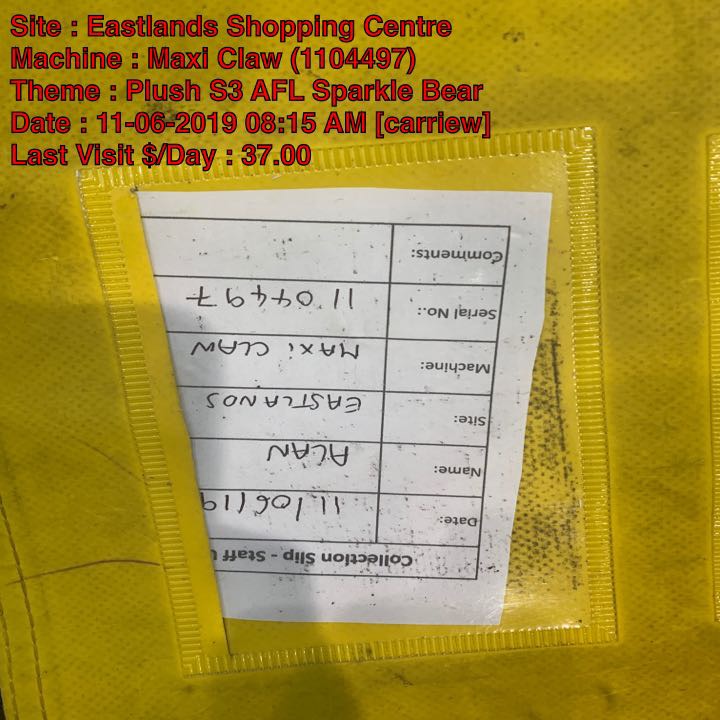 Site : Eastlands Shopping Centre
Machine : Maxi Claw (1104497)
Theme : Plush S3 AFL Sparkle Bear
Date : 11-06-2019 08:15 AM [carriew]
Last Visit $/Day : 37.00
Collection Slip - Staff
Date: 11/06/19
Name: ALAN
Site: EASTLANDS
Machine: MAXi CLAW
Serial No.: 1104497
Comments: